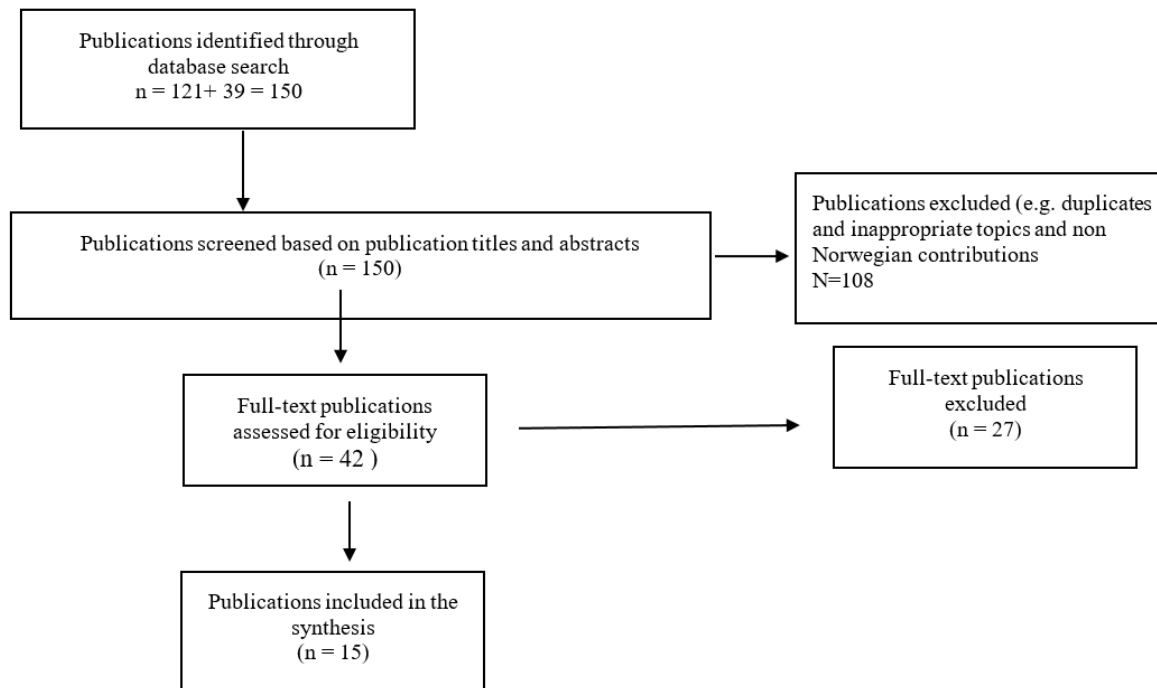 Publications identified through
database search
n = 121+ 39 = 150
Publications screened based on publication titles and abstracts
(n = 150)
Publications excluded (e.g. duplicates
and inappropriate topics and non
Norwegian contributions
N=108
Full-text publications
assessed for eligibility
(n = 42 )
Full-text publications
excluded
(n = 27)
Publications included in the
synthesis
(n = 15)